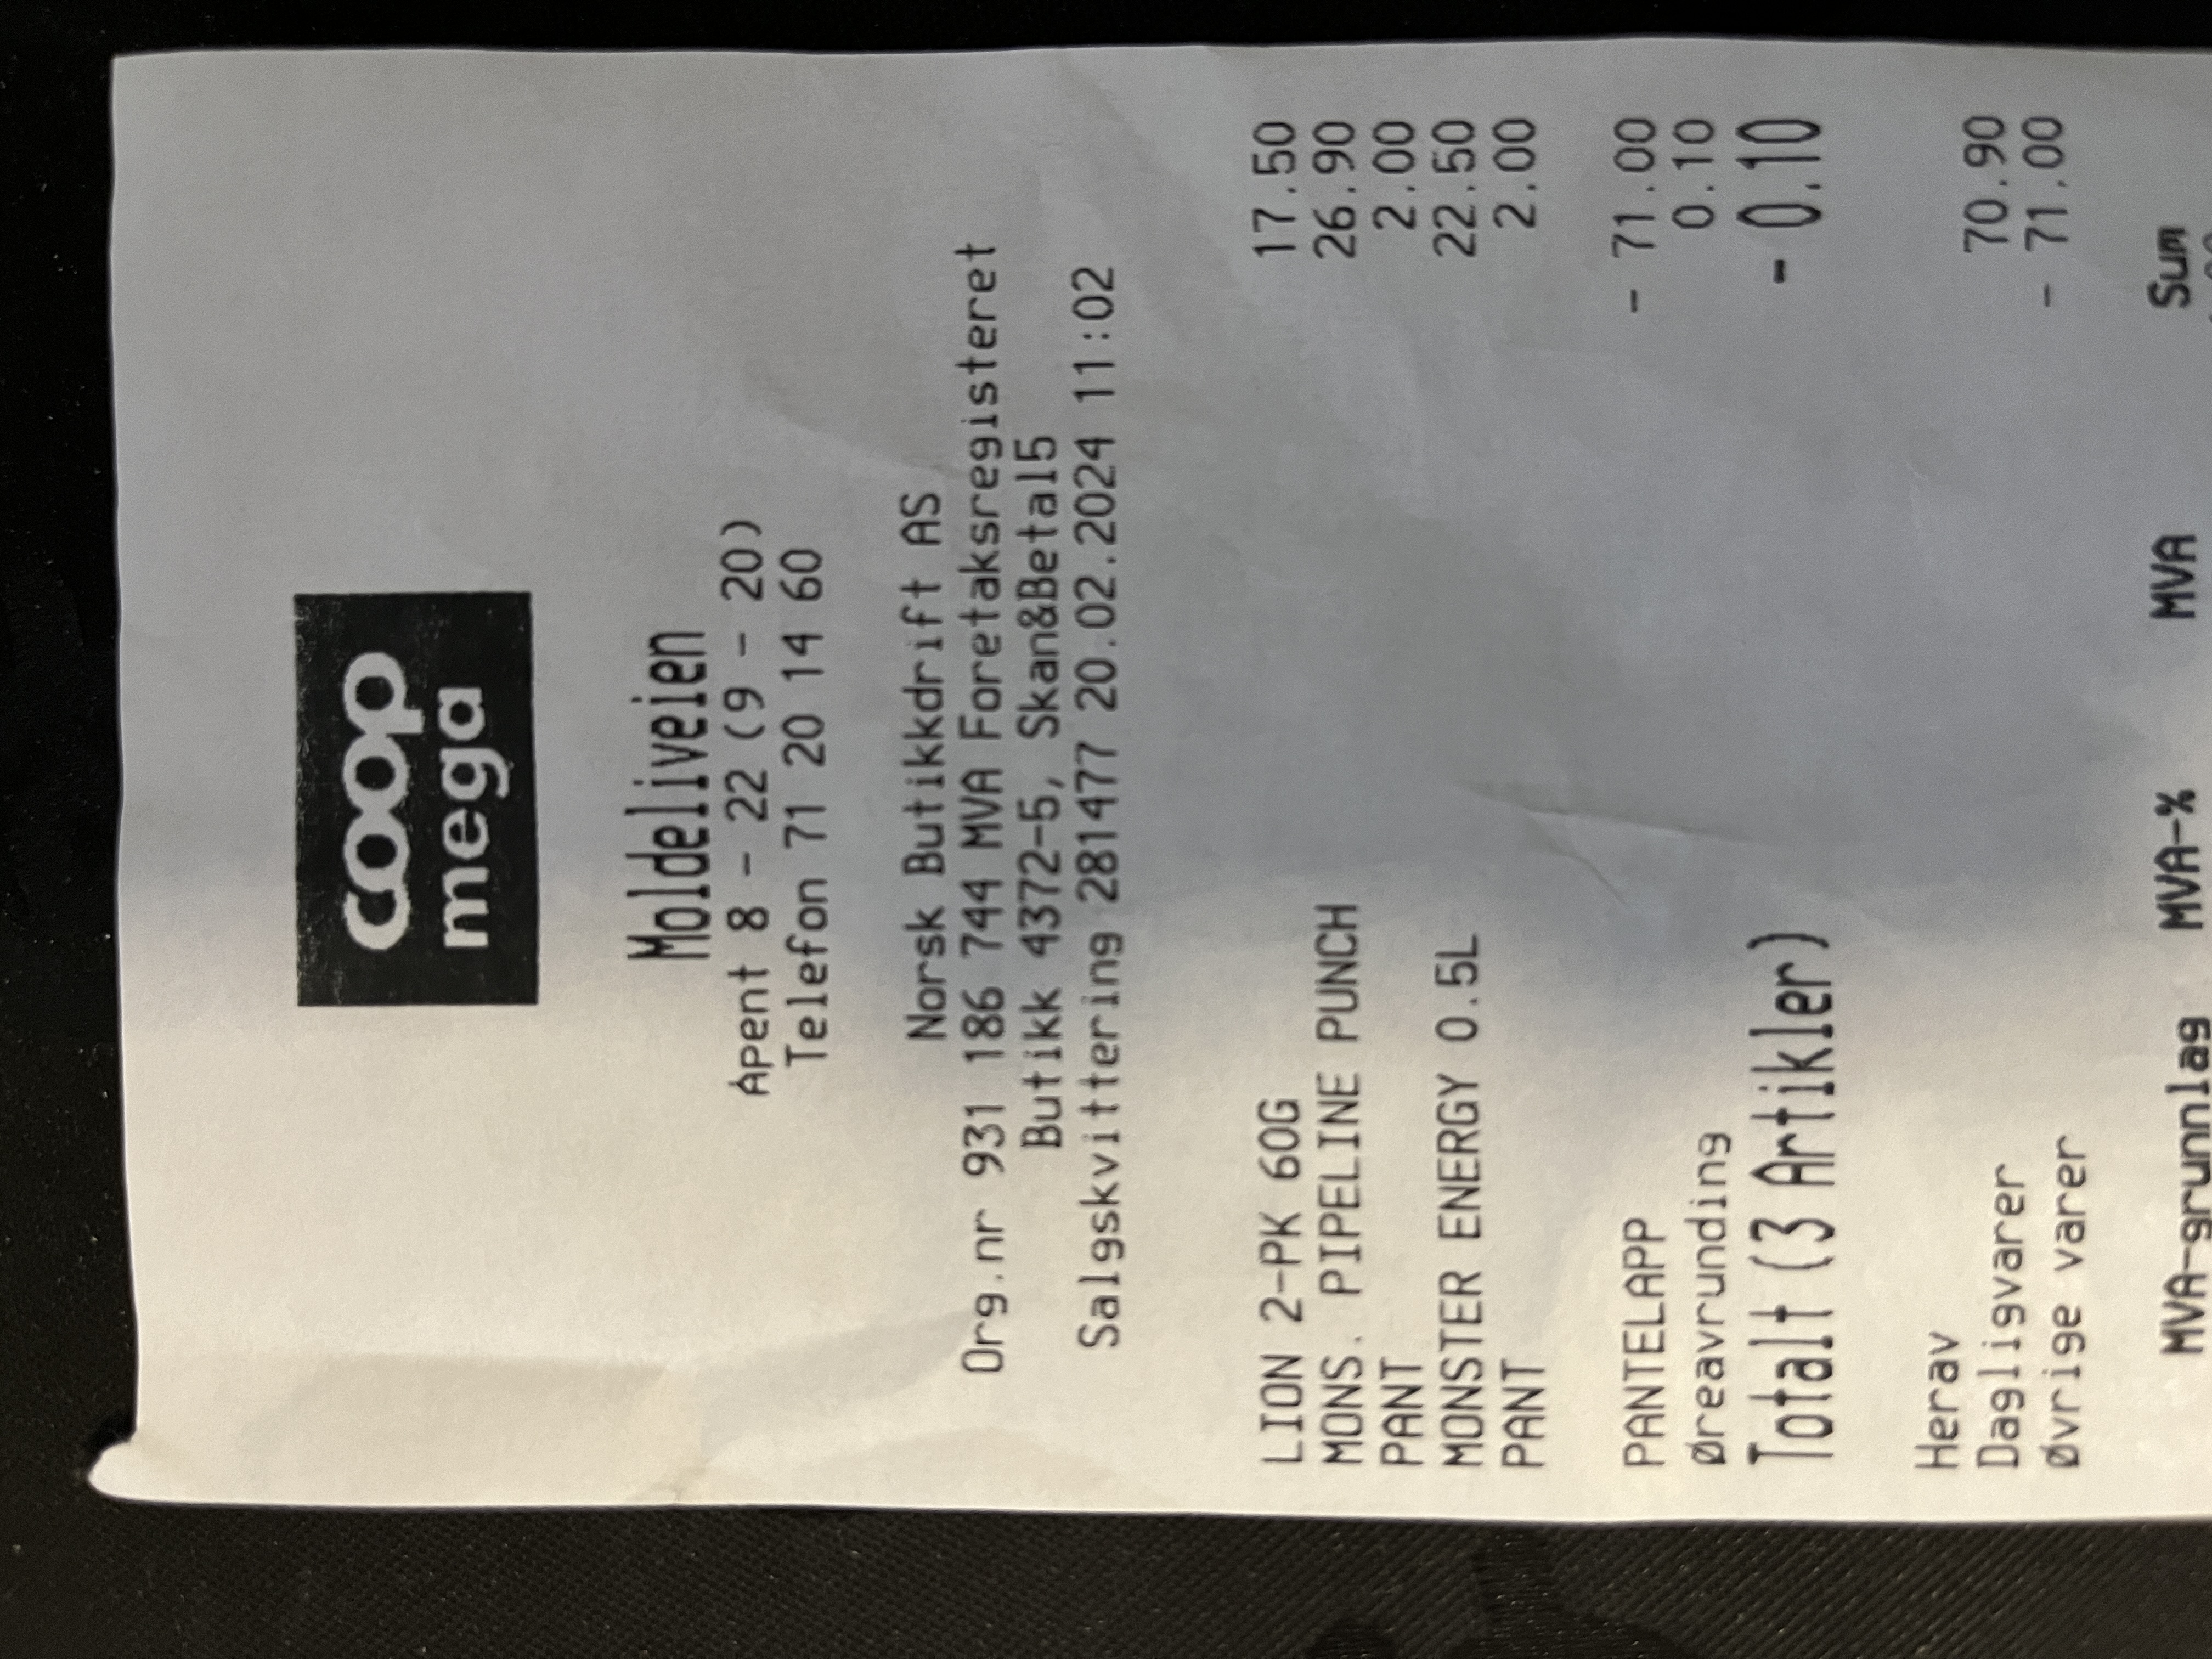 coop
mega
Moldeliveien
Åpent 8 - 22 (9 - 20)
Telefon 71 20 14 60
Norsk Butikkdrift AS
Org.nr 931 186 744 MVA Foretaksregisteret
Butikk 4372-5, Skan&Betal5
Salgskvittering 281477 20.02.2024 11:02
LION 2-PK 60G 17.50
MONS. PIPELINE PUNCH 26.90
PANT 2.00
MONSTER ENERGY 0.5L 22.50
PANT 2.00
PANTELAPP - 71.00
Øreavrunding 0.10
Totalt (3 Artikler) - 0.10
Herav
Dagligvarer 70.90
Øvrige varer - 71.00
MVA-grunnlag MVA-% MVA Sum